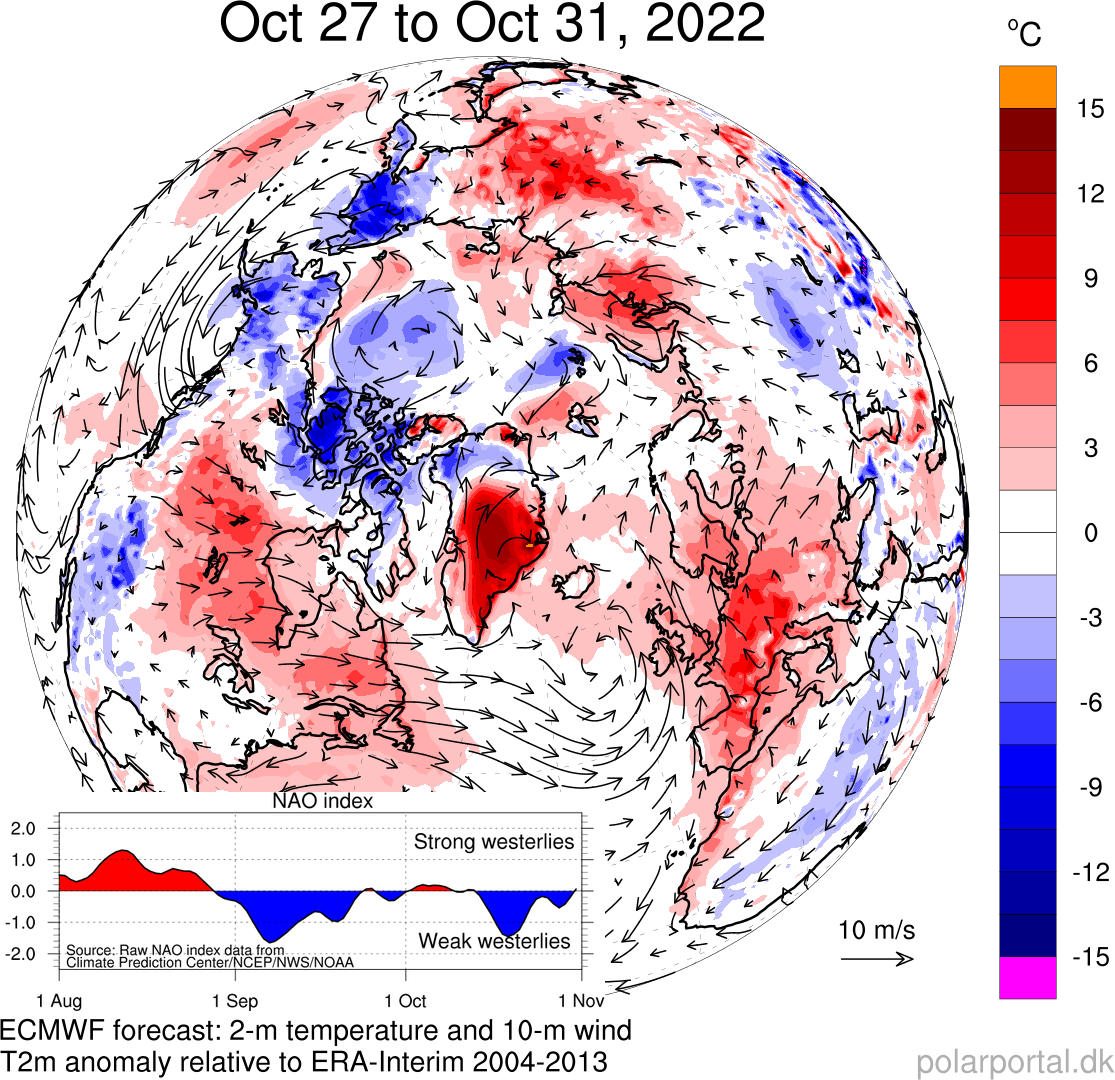 Oct 27 to Oct 31, 2022
oC
15
12
9
6
3
0
-3
-6
-9
-12
-15
NAO index
2.0
1.0
0.0
-1.0
-2.0
Strong westerlies
Weak westerlies
Source: Raw NAO index data from
Climate Prediction Center/NCEP/NWS/NOAA
1 Aug
1 Sep
1 Oct
1 Nov
10 m/s
ECMWF forecast: 2-m temperature and 10-m wind
T2m anomaly relative to ERA-Interim 2004-2013
polarportal.dk